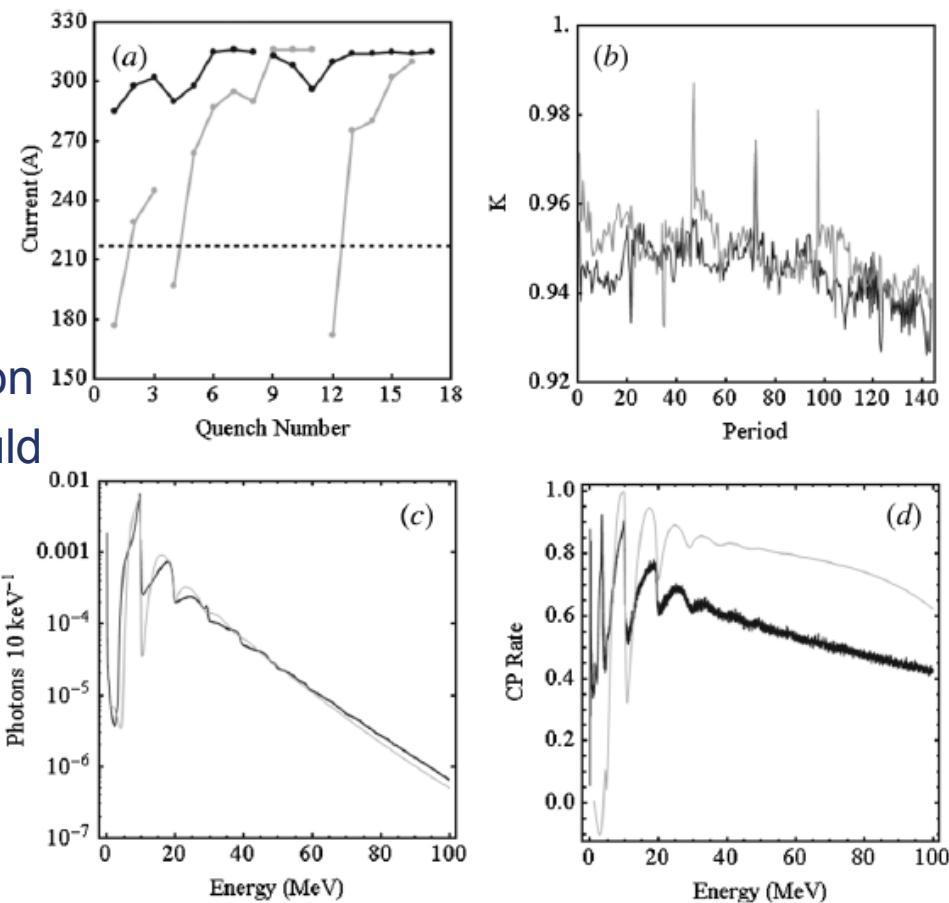 330
300
270
240
210
180
150
Current (A)
(a)
0 3 6 9 12 15 18
Quench Number
1.
0.98
0.96
0.94
0.92
K
(b)
0 20 40 60 80 100 120 140
Period
on
uld
0.01
0.001
10⁻⁴
10⁻⁵
10⁻⁶
10⁻⁷
Photons 10 keV⁻¹
(c)
0 20 40 60 80 100
Energy (MeV)
1.0
0.8
0.6
0.4
0.2
0.0
CP Rate
(d)
0 20 40 60 80 100
Energy (MeV)